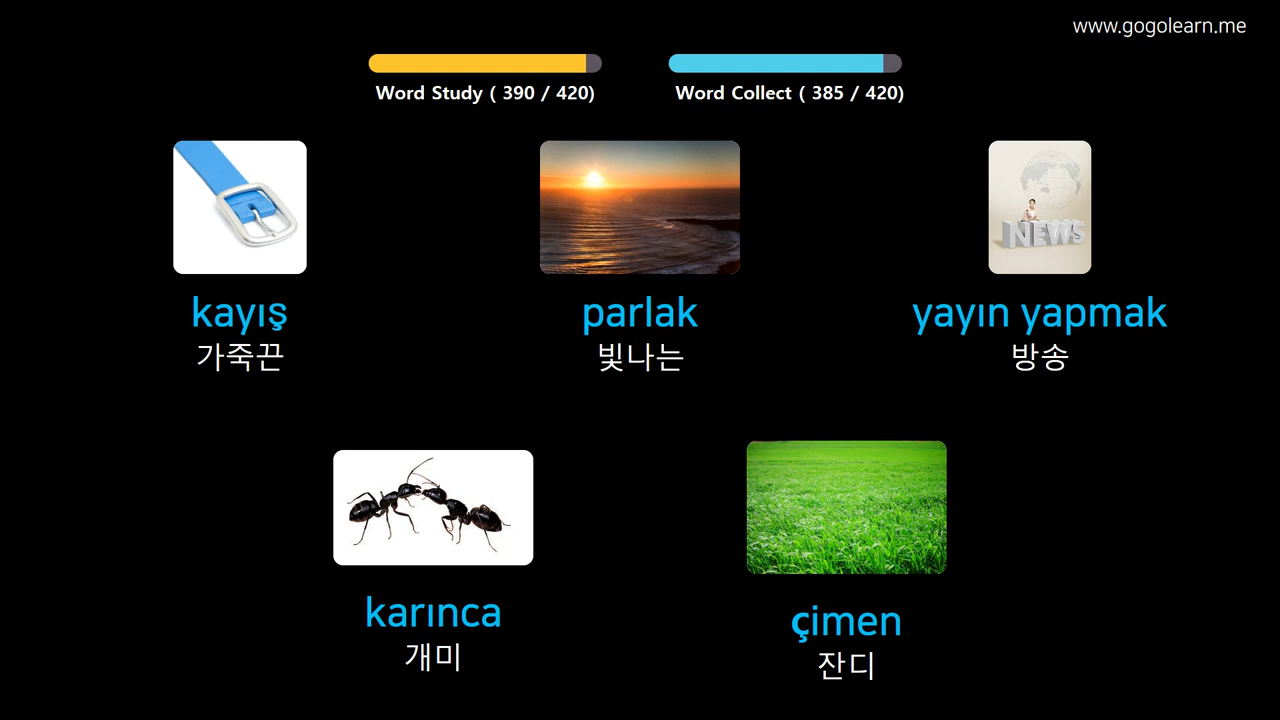 www.gogolearn.me
Word Study ( 390 / 420)
Word Collect ( 385 / 420)
NEWS
kayış
가죽끈
parlak
빛나는
yayın yapmak
방송
karınca
개미
çimen
잔디